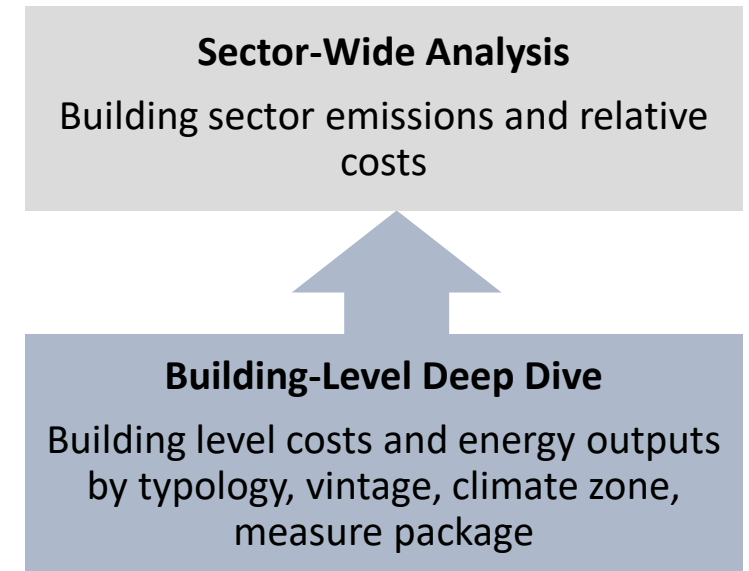 Sector-Wide Analysis
Building sector emissions and relative
costs
Building-Level Deep Dive
Building level costs and energy outputs
by typology, vintage, climate zone,
measure package